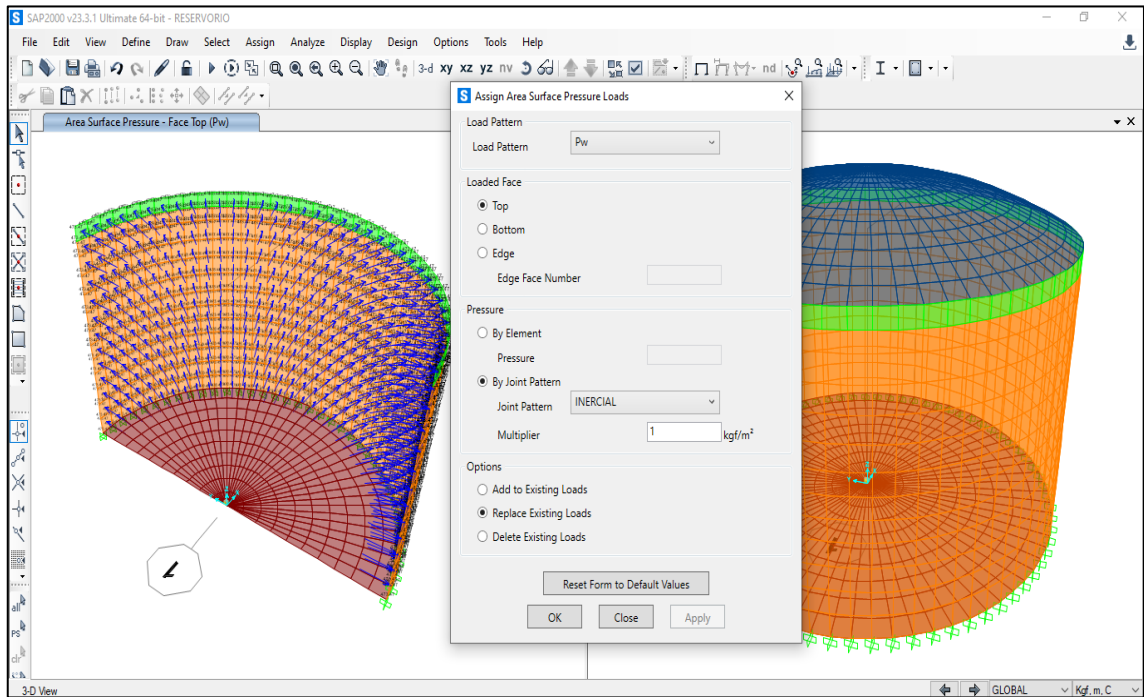 SAP2000 v23.3.1 Ultimate 64-bit - RESERVORIO
File Edit View Define Draw Select Assign Analyze Display Design Options Tools Help
3-d xy xz yz nv nd
Area Surface Pressure - Face Top (Pw)
Assign Area Surface Pressure Loads
Load Pattern
Load Pattern Pw
Loaded Face
Top
Bottom
Edge
Edge Face Number
Pressure
By Element
Pressure
By Joint Pattern
Joint Pattern INERCIAL
Multiplier 1 kgf/m²
Options
Add to Existing Loads
Replace Existing Loads
Delete Existing Loads
Reset Form to Default Values
OK Close Apply
all
PS
clr
3-D View GLOBAL Kgf, m, C